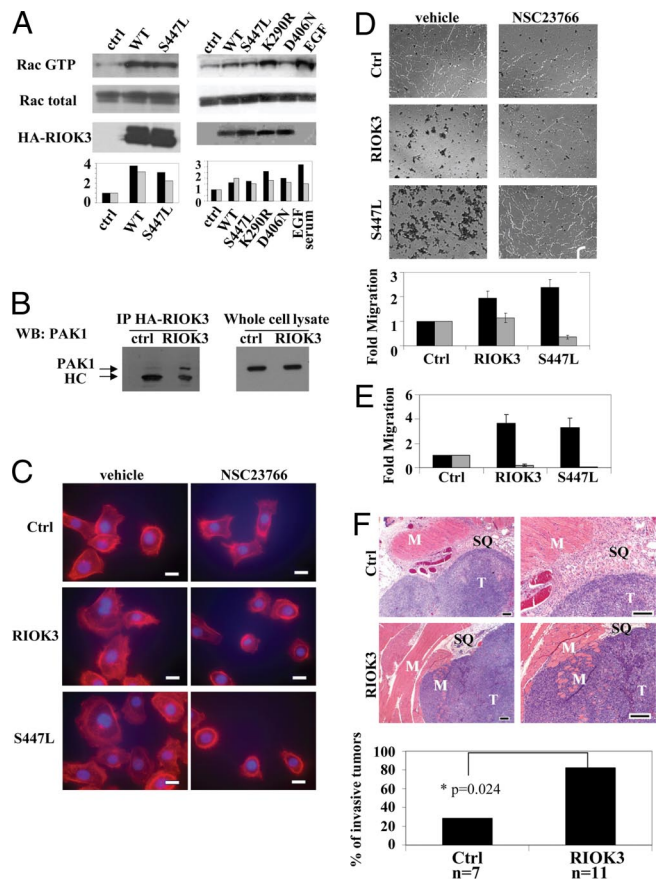 A
ctrl WT S447L
ctrl WT S447L K290R D406N EGF
Rac GTP
Rac total
HA-RIOK3
4
3
2
1
0
ctrl WT S447L
4
3
2
1
0
ctrl WT S447L K290R D406N EGF serum
B
IP HA-RIOK3 Whole cell lysate
WB: PAK1
ctrl RIOK3 ctrl RIOK3
PAK1
HC
C
vehicle NSC23766
Ctrl
RIOK3
S447L
D
vehicle NSC23766
Ctrl
RIOK3
S447L
Fold Migration
3
2
1
0
Ctrl RIOK3 S447L
E
Fold Migration
6
4
2
0
Ctrl RIOK3 S447L
F
Ctrl
M SQ T
M SQ T
RIOK3
M SQ T
SQ M M T
% of invasive tumors
100
80
60
40
20
0
* p=0.024
Ctrl RIOK3
n=7 n=11